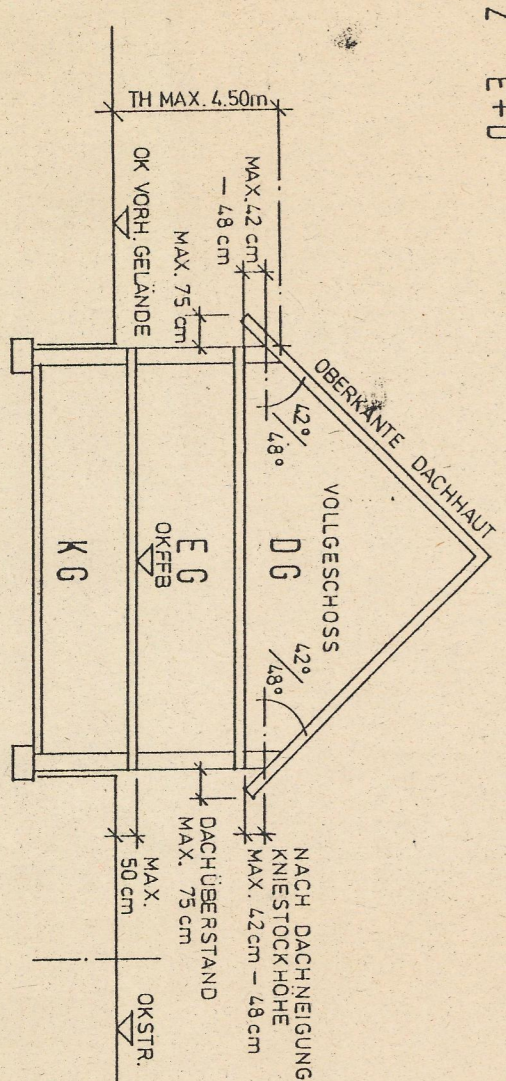 Z E+D
TH MAX. 4.50m
OK VORH. GELÄNDE
MAX. 42 cm
– 48 cm
MAX. 75 cm
OBERKANTE DACHHAUT
42°
48°
VOLLGESCHOSS
42°
48°
DG
EG
OKFFB
KG
NACH DACHNEIGUNG
KNIESTOCKHÖHE
MAX. 42cm – 48 cm
DACHÜBERSTAND
MAX. 75 cm
MAX.
50 cm
OKSTR.